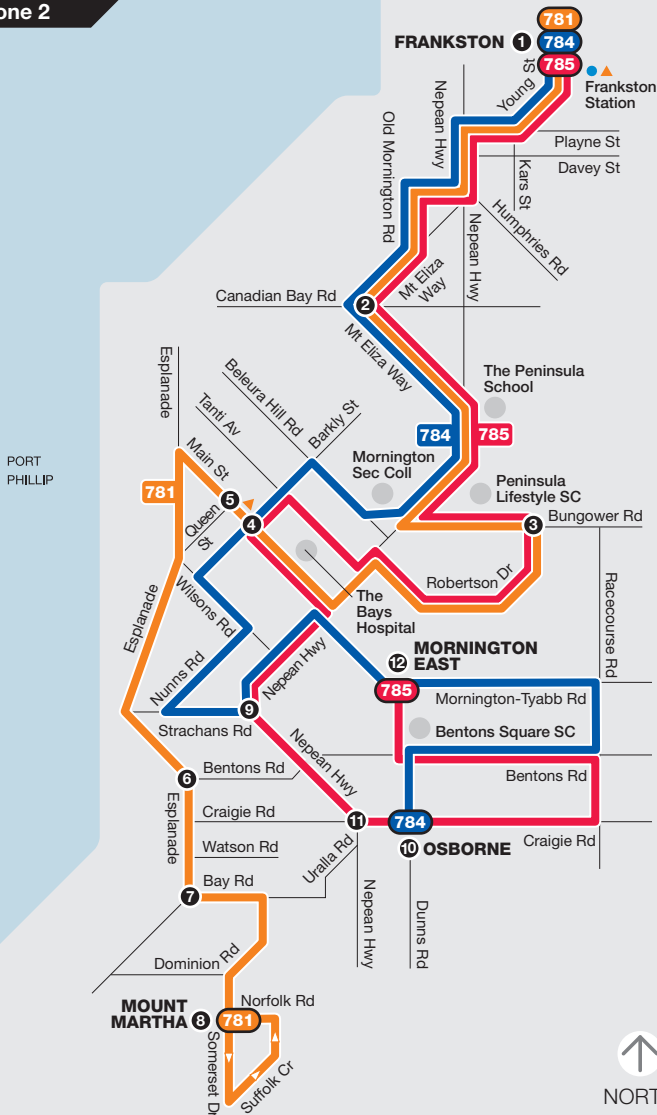 one 2
781
FRANKSTON 1 784
785
Frankston
Station
Young St
Playne St
Davey St
Kars St
Nepean Hwy
Old Mornington Rd
Humphries Rd
Nepean Hwy
Mt Eliza
Way
Canadian Bay Rd
2
Mt Eliza Way
The Peninsula
School
784
785
Esplanade
Beleura Hill Rd
Tanti Av
Barkly St
Mornington
Sec Coll
Peninsula
Lifestyle SC
PORT
PHILLIP
Main St
781
5
4
Queen
St
3
Bungower Rd
Robertson Dr
The
Bays
Hospital
Wilsons Rd
Racecourse Rd
Esplanade
Nunns Rd
Nepean Hwy
MORNINGTON
12 EAST
785
Mornington-Tyabb Rd
9
Strachans Rd
Bentons Square SC
Nepean Hwy
6
Bentons Rd
Bentons Rd
Esplanade
Craigie Rd
11
784
Craigie Rd
10 OSBORNE
Watson Rd
Uralla Rd
7
Bay Rd
Nepean Hwy
Dunns Rd
Dominion Rd
MOUNT
MARTHA 8
781
Norfolk Rd
Somerset Dr
Suffolk Cr
NORT